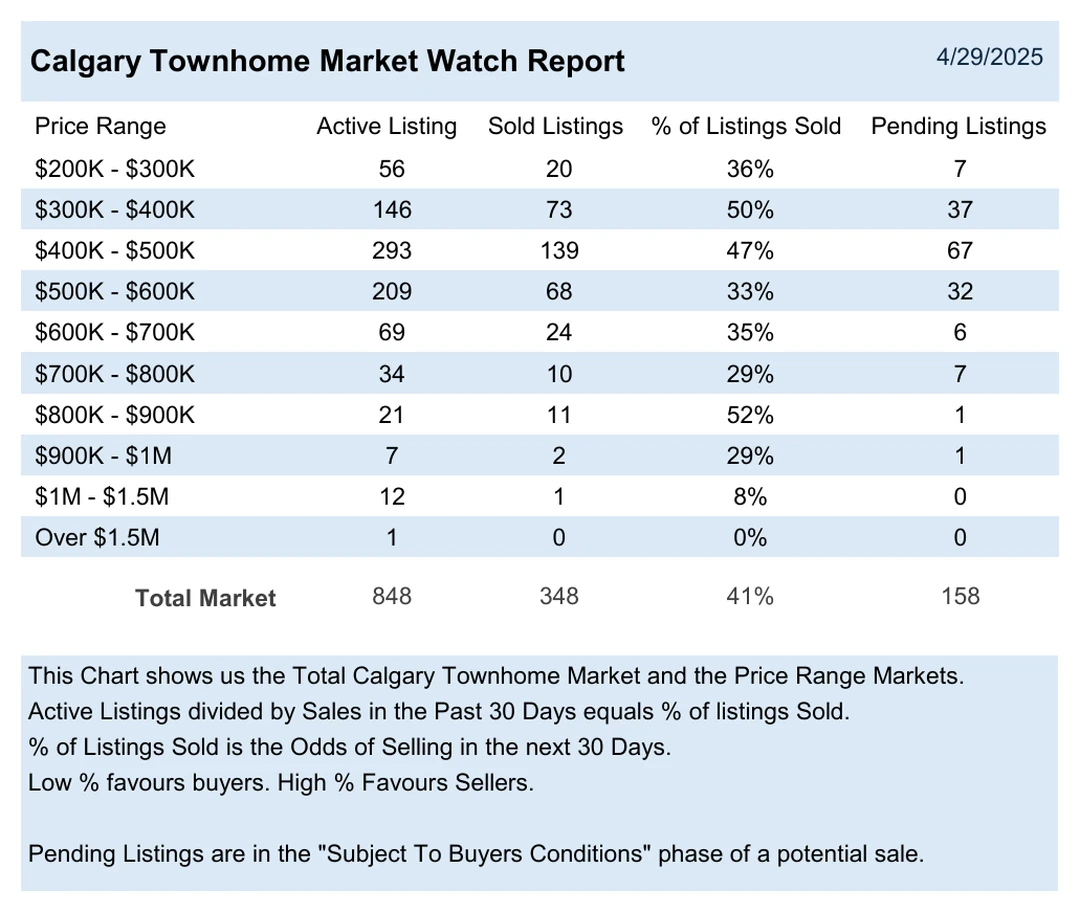 Calgary Townhome Market Watch Report 4/29/2025
Price Range Active Listing Sold Listings % of Listings Sold Pending Listings
$200K - $300K 56 20 36% 7
$300K - $400K 146 73 50% 37
$400K - $500K 293 139 47% 67
$500K - $600K 209 68 33% 32
$600K - $700K 69 24 35% 6
$700K - $800K 34 10 29% 7
$800K - $900K 21 11 52% 1
$900K - $1M 7 2 29% 1
$1M - $1.5M 12 1 8% 0
Over $1.5M 1 0 0% 0
Total Market 848 348 41% 158
This Chart shows us the Total Calgary Townhome Market and the Price Range Markets.
Active Listings divided by Sales in the Past 30 Days equals % of listings Sold.
% of Listings Sold is the Odds of Selling in the next 30 Days.
Low % favours buyers. High % Favours Sellers.
Pending Listings are in the "Subject To Buyers Conditions" phase of a potential sale.